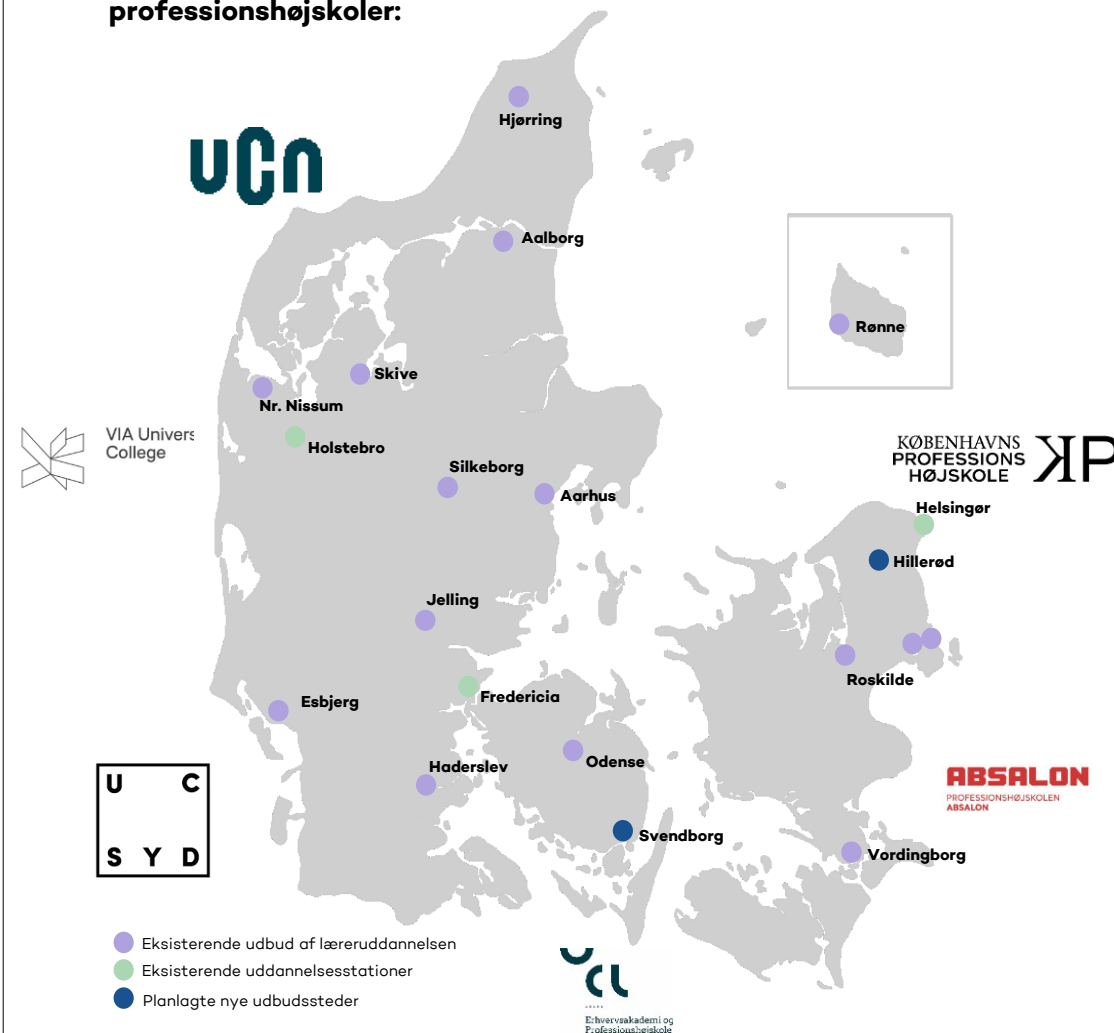 professionshøjskoler:
Hjørring
ucn
Aalborg
Rønne
Skive
Nr. Nissum
Holstebro
VIA Univers
College
KØBENHAVNS
PROFESSIONS
HØJSKOLE
KP
Silkeborg
Aarhus
Helsingør
Hillerød
Jelling
Roskilde
Fredericia
Esbjerg
Odense
Haderslev
U C
S Y D
ABSALON
PROFESSIONSHØJSKOLEN
ABSALON
Svendborg
Vordingborg
Eksisterende udbud af læreruddannelsen
Eksisterende uddannelsesstationer
Planlagte nye udbudssteder
UCL
Erhvervsakademi og
Professionshøjskole